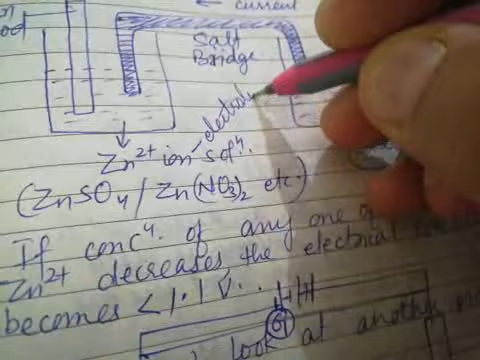 current
Salt
Bridge
Zn²⁺ ion solⁿ.
(ZnSO₄ / Zn(NO₃)₂ etc.)
If concⁿ. of any one of
Zn²⁺ decreases the electrical
becomes < 1.1 V..
look at another